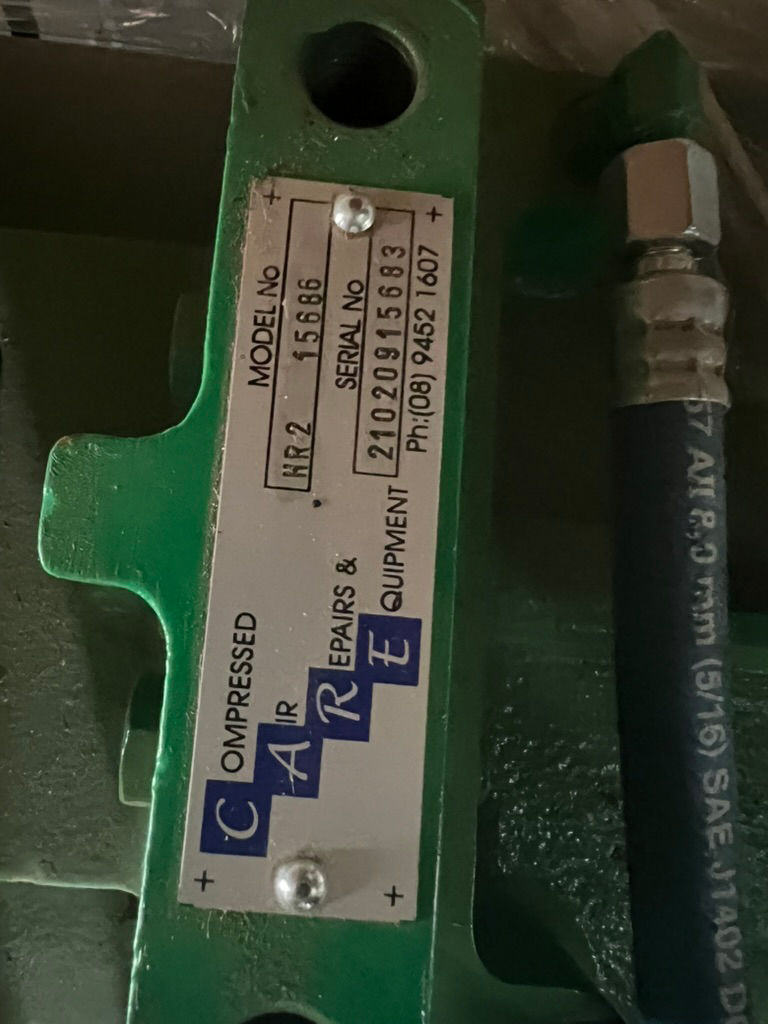 COMPRESSED
AIR
REPAIRS &
EQUIPMENT
MODEL No
HR2 15686
SERIAL No
21020915683
Ph:(08) 9452 1607
AII 8,0 mm (5/16) SAE J1402